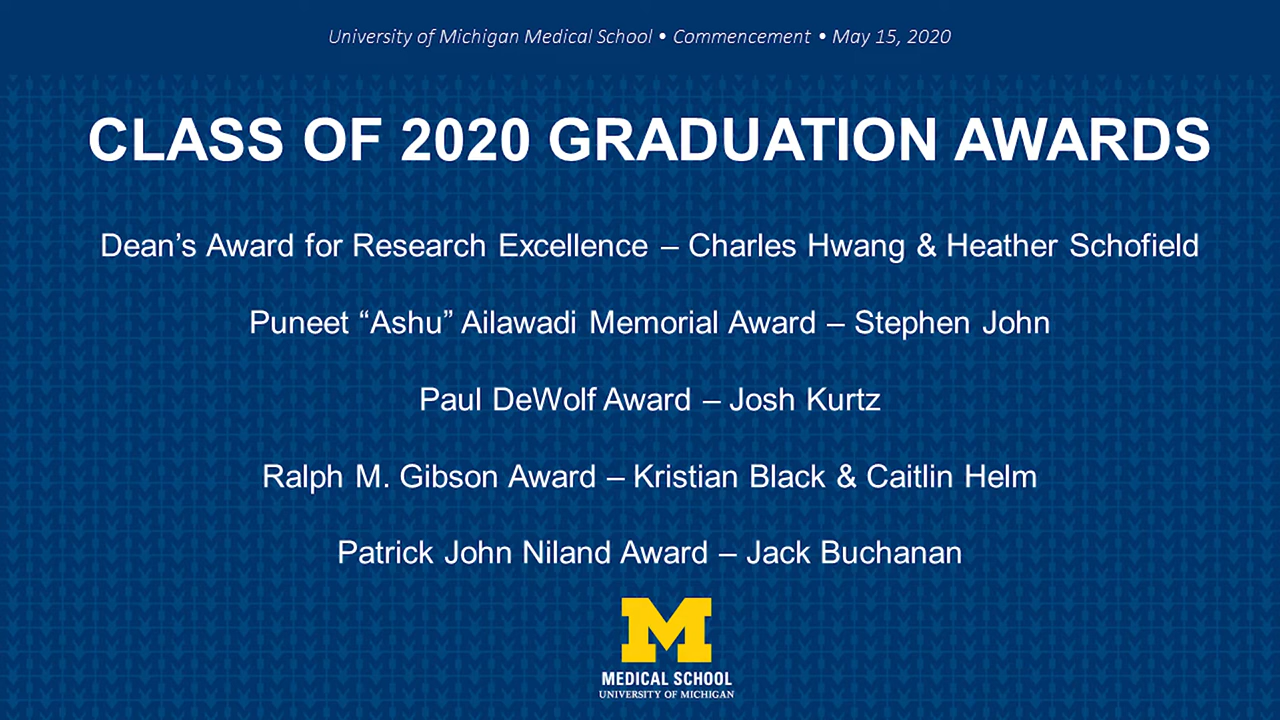 University of Michigan Medical School • Commencement • May 15, 2020
CLASS OF 2020 GRADUATION AWARDS
Dean’s Award for Research Excellence – Charles Hwang & Heather Schofield
Puneet “Ashu” Ailawadi Memorial Award – Stephen John
Paul DeWolf Award – Josh Kurtz
Ralph M. Gibson Award – Kristian Black & Caitlin Helm
Patrick John Niland Award – Jack Buchanan
M
MEDICAL SCHOOL
UNIVERSITY OF MICHIGAN